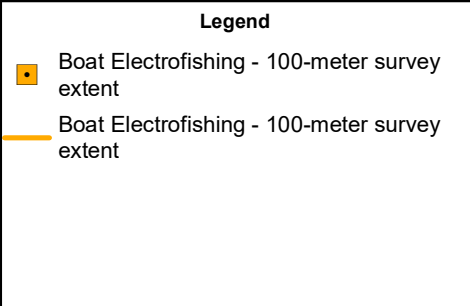 Legend
Boat Electrofishing - 100-meter survey
extent
Boat Electrofishing - 100-meter survey
extent